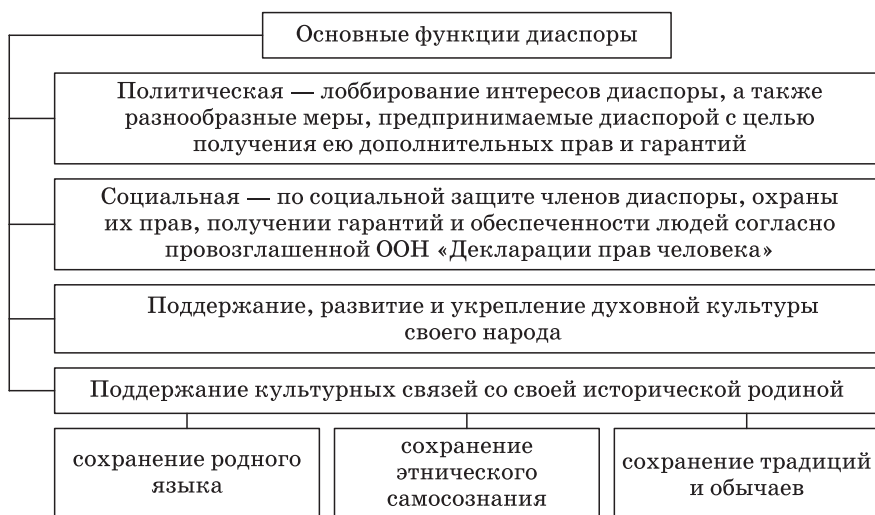 Основные функции диаспоры
Политическая — лоббирование интересов диаспоры, а также
разнообразные меры, предпринимаемые диаспорой с целью
получения ею дополнительных прав и гарантий
Социальная — по социальной защите членов диаспоры, охраны
их прав, получении гарантий и обеспеченности людей согласно
провозглашенной ООН «Декларации прав человека»
Поддержание, развитие и укрепление духовной культуры
своего народа
Поддержание культурных связей со своей исторической родиной
сохранение родного
языка
сохранение
этнического
самосознания
сохранение традиций
и обычаев